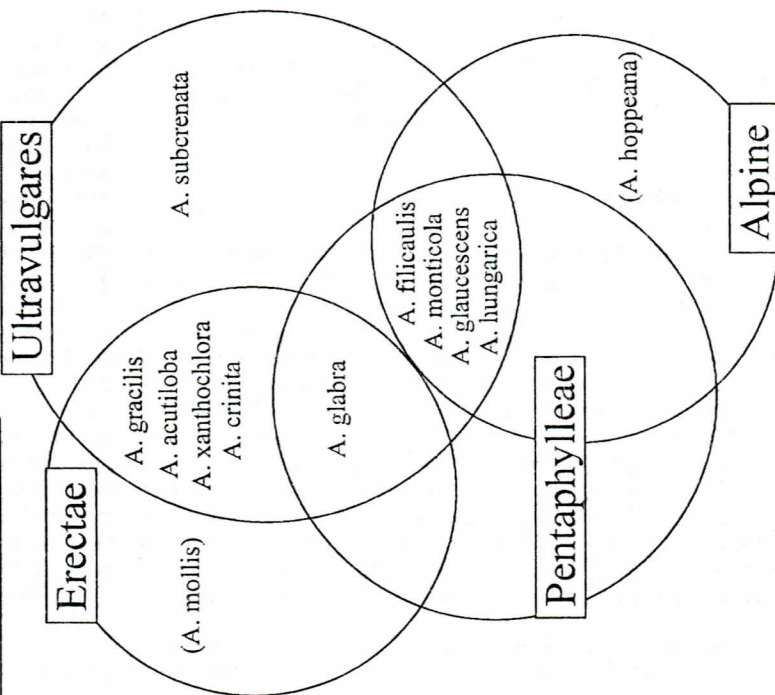 Erectae
Ultravulgares
(A. mollis)
A. gracilis
A. acutiloba
A. xanthochlora
A. crinita
A. subcrenata
A. glabra
A. filicaulis
A. monticola
A. glaucescens
A. hungarica
(A. hoppeana)
Pentaphylleae
Alpine